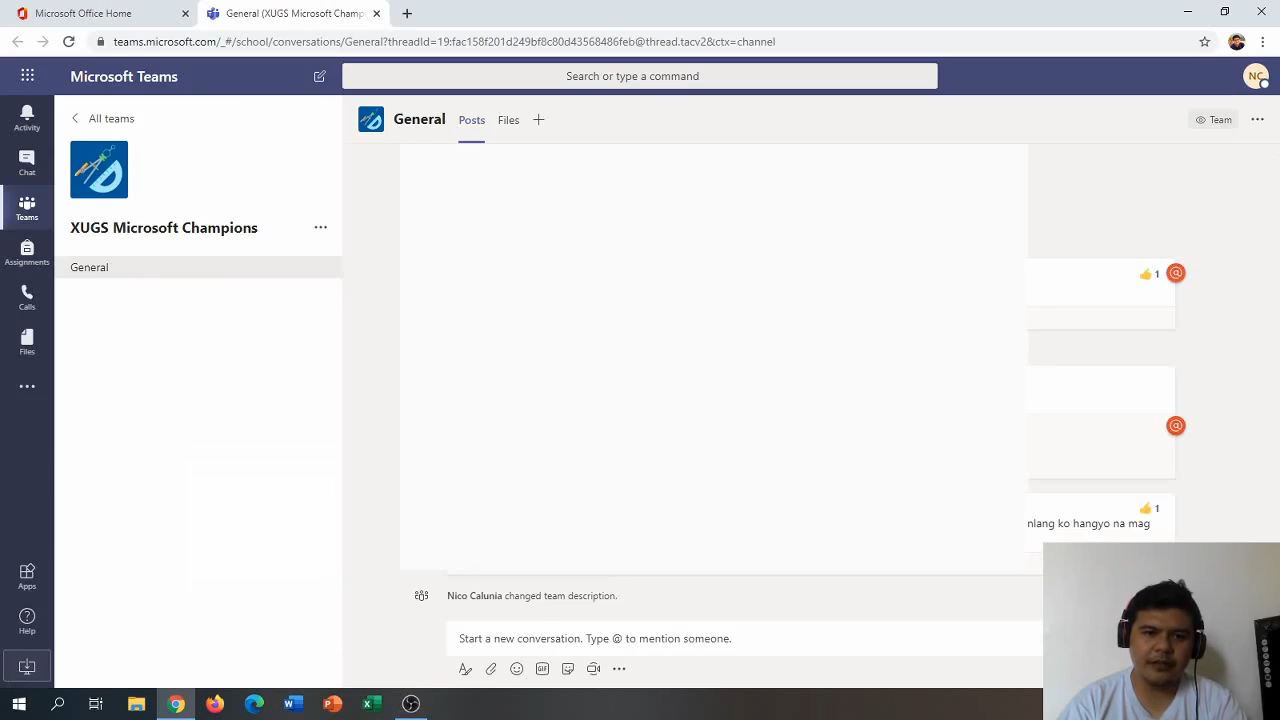 Microsoft Office Home
General (XUGS Microsoft Champ
teams.microsoft.com/_#/school/conversations/General?threadId=19:fac158f201d249bf8c80d43568486feb@thread.tacv2&ctx=channel
Microsoft Teams
Search or type a command
NC
Activity
Chat
Teams
Assignments
Calls
Files
Apps
Help
All teams
XUGS Microsoft Champions
General
General
Posts
Files
Team
1
1
nlang ko hangyo na mag
Nico Calunia changed team description.
Start a new conversation. Type @ to mention someone.
GIF